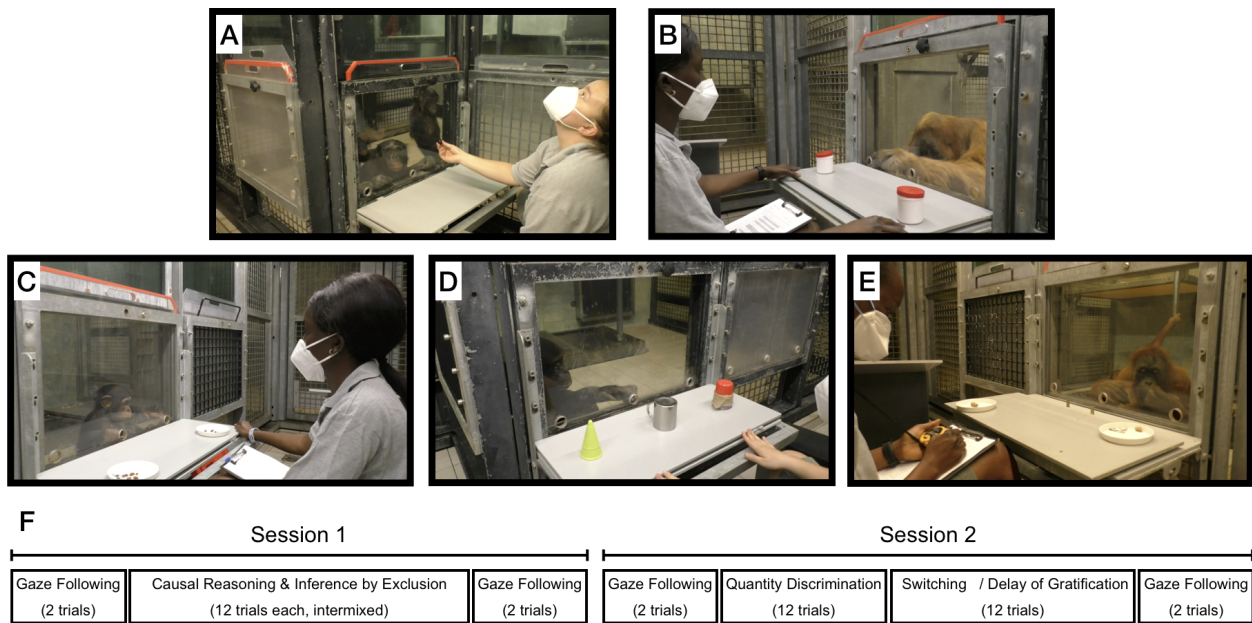 A
B
C
D
E
F
Session 1
Session 2
Gaze Following
(2 trials)
Causal Reasoning & Inference by Exclusion
(12 trials each, intermixed)
Gaze Following
(2 trials)
Gaze Following
(2 trials)
Quantity Discrimination
(12 trials)
Switching / Delay of Gratification
(12 trials)
Gaze Following
(2 trials)